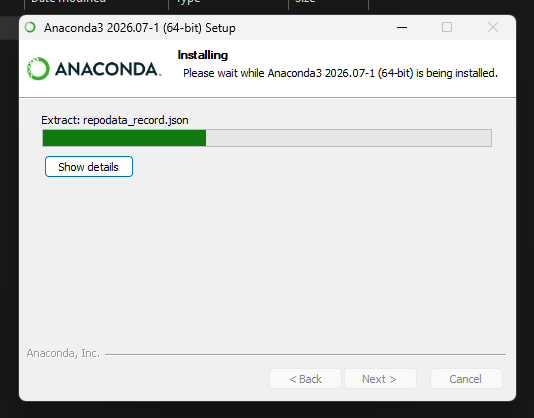 Date modified Type Size
Anaconda3 2026.07-1 (64-bit) Setup
ANACONDA.
Installing
Please wait while Anaconda3 2026.07-1 (64-bit) is being installed.
Extract: repodata_record.json
Show details
Anaconda, Inc.
< Back Next > Cancel